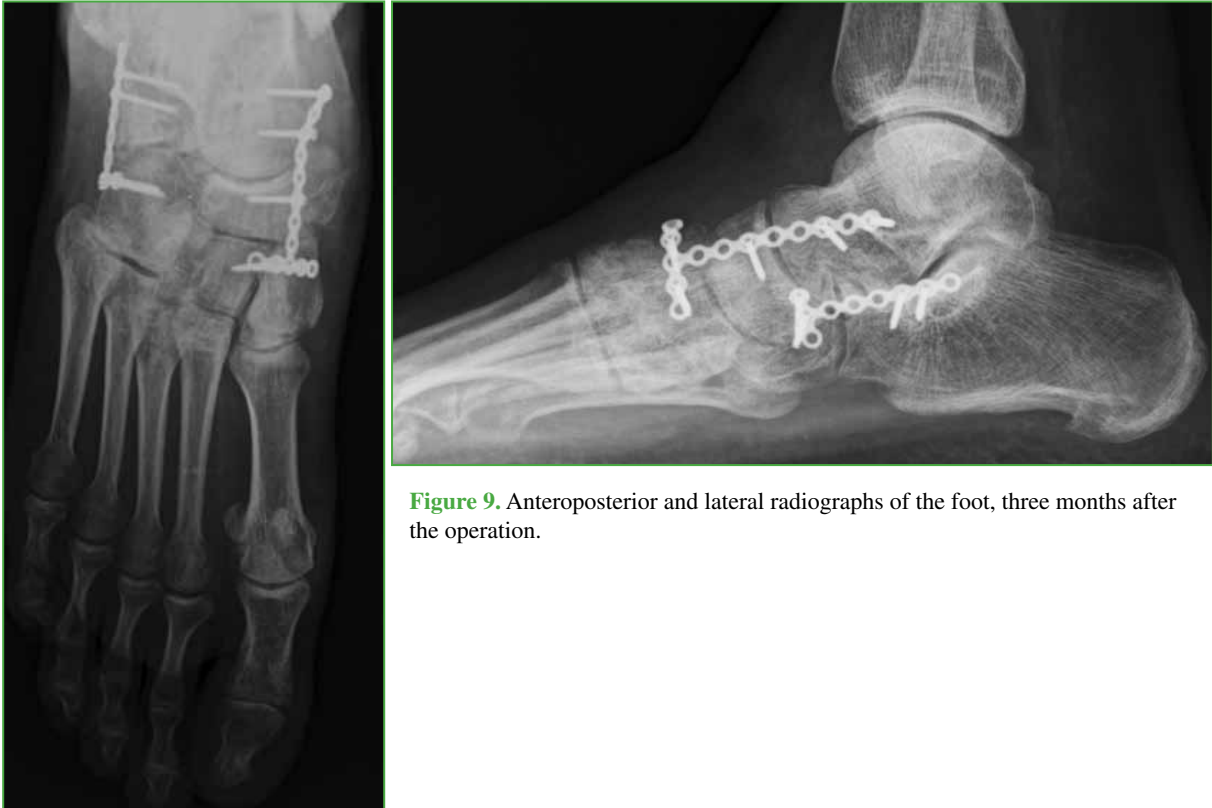 Figure 9. Anteroposterior and lateral radiographs of the foot, three months after
the operation.